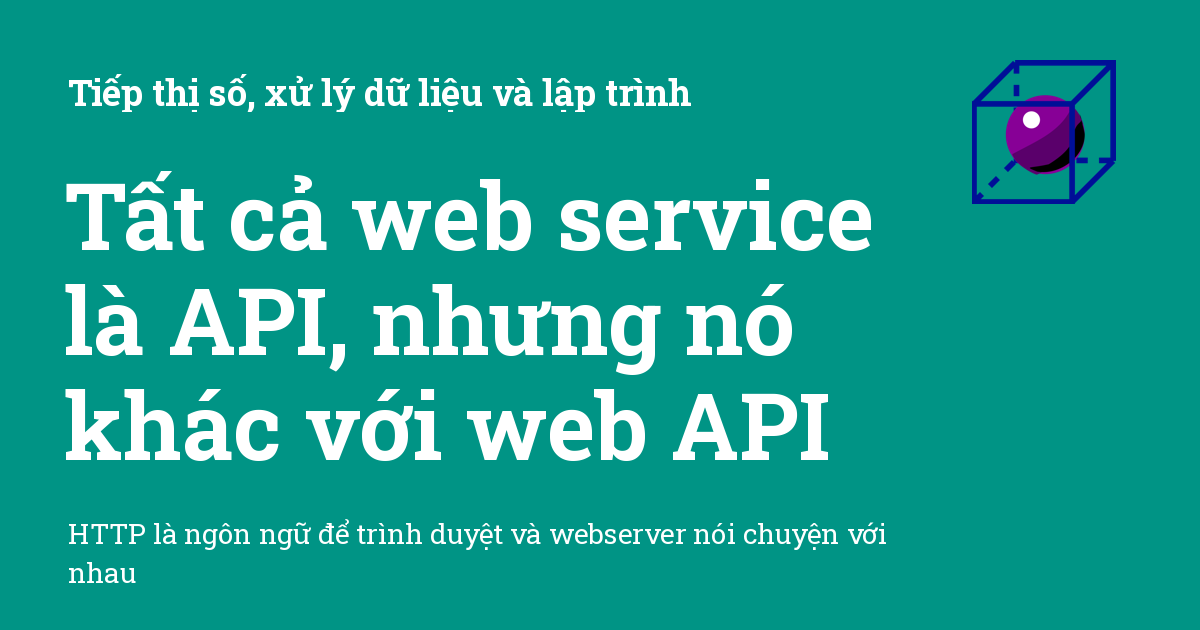 Tiếp thị số, xử lý dữ liệu và lập trình
Tất cả web service
là API, nhưng nó
khác với web API
HTTP là ngôn ngữ để trình duyệt và webserver nói chuyện với
nhau